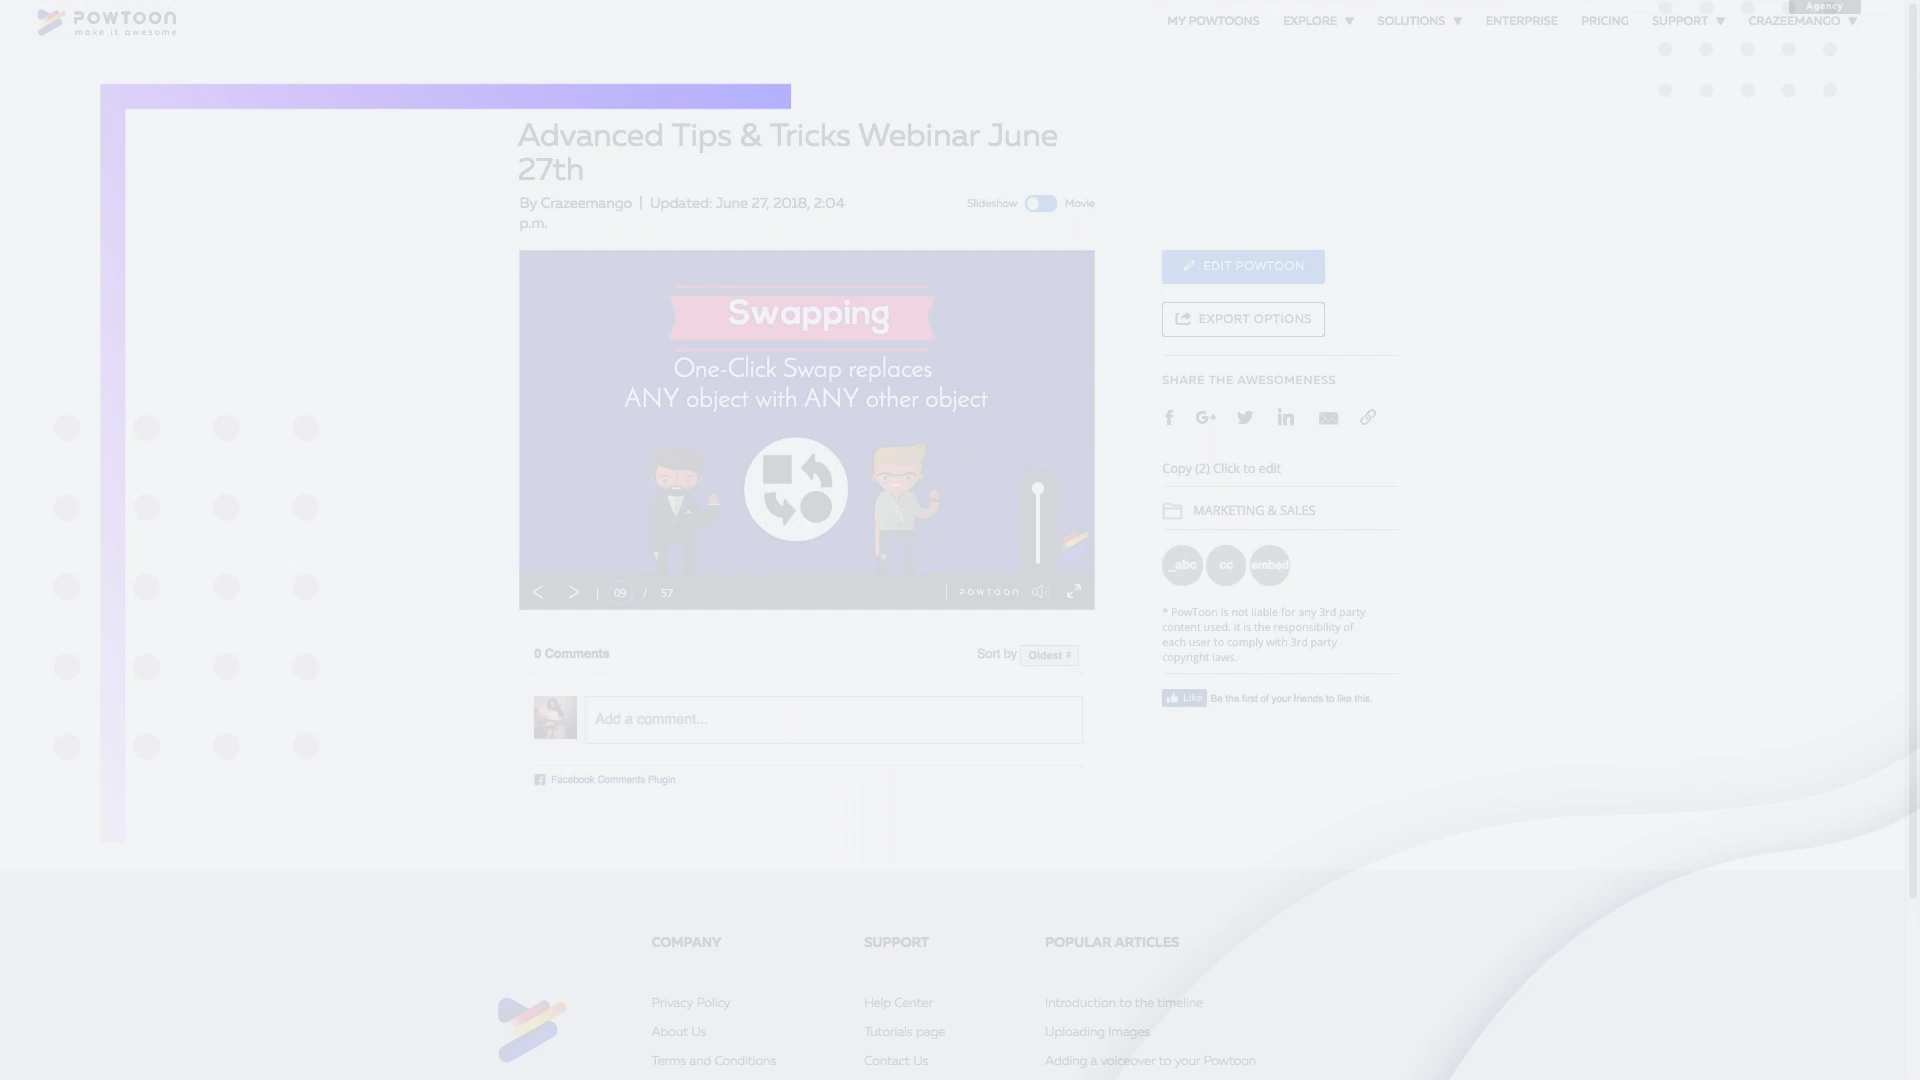 POWTOON
make it awesome
Agency
MY POWTOONS EXPLORE SOLUTIONS ENTERPRISE PRICING SUPPORT CRAZEEMANGO
Advanced Tips & Tricks Webinar June
27th
By Crazeemango | Updated: June 27, 2018, 2:04
p.m.
Slideshow Movie
Swapping
One-Click Swap replaces
ANY object with ANY other object
< > | 09 / 57
POWTOON
EDIT POWTOON
EXPORT OPTIONS
SHARE THE AWESOMENESS
Copy (2) Click to edit
MARKETING & SALES
_abc cc embed
* PowToon is not liable for any 3rd party
content used. It is the responsibility of
each user to comply with 3rd party
copyright laws.
Like Be the first of your friends to like this.
0 Comments
Sort by Oldest
Add a comment...
Facebook Comments Plugin
COMPANY
Privacy Policy
About Us
Terms and Conditions
SUPPORT
Help Center
Tutorials page
Contact Us
POPULAR ARTICLES
Introduction to the timeline
Uploading Images
Adding a voiceover to your Powtoon